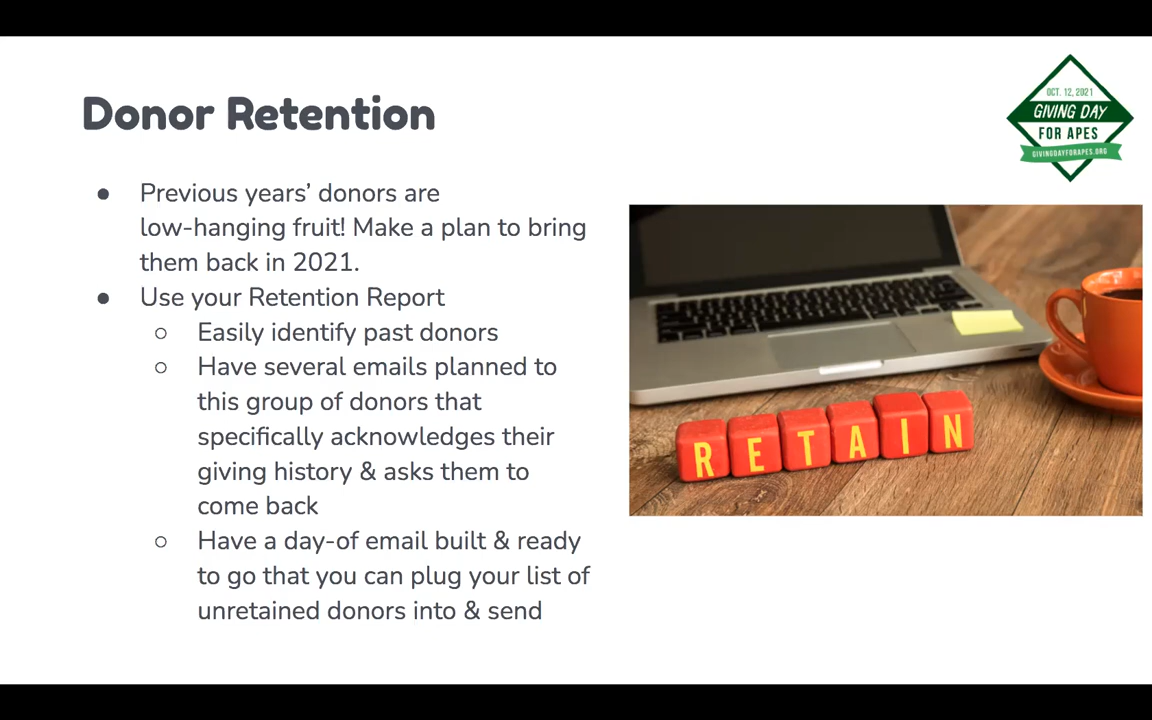 Donor Retention
OCT. 12, 2021
GIVING DAY
FOR APES
GIVINGDAYFORAPES.ORG
● Previous years’ donors are
low-hanging fruit! Make a plan to bring
them back in 2021.
● Use your Retention Report
○ Easily identify past donors
○ Have several emails planned to
this group of donors that
specifically acknowledges their
giving history & asks them to
come back
○ Have a day-of email built & ready
to go that you can plug your list of
unretained donors into & send
RETAIN